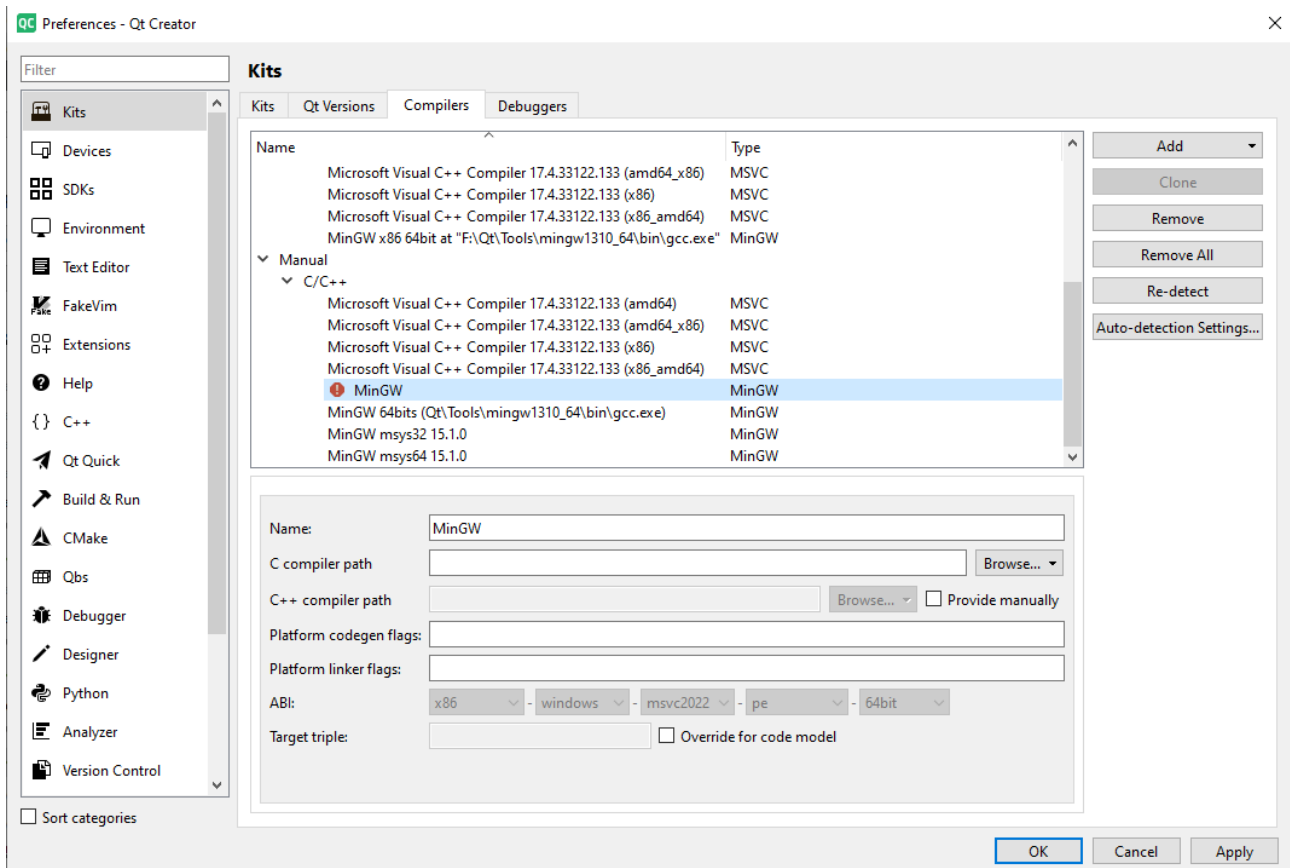 QC Preferences - Qt Creator
Filter
Kits
Devices
SDKs
Environment
Text Editor
Fake FakeVim
Extensions
Help
{} C++
Qt Quick
Build & Run
CMake
Qbs
Debugger
Designer
Python
Analyzer
Version Control
Sort categories
Kits
Kits Qt Versions Compilers Debuggers
Name Type
Microsoft Visual C++ Compiler 17.4.33122.133 (amd64_x86) MSVC
Microsoft Visual C++ Compiler 17.4.33122.133 (x86) MSVC
Microsoft Visual C++ Compiler 17.4.33122.133 (x86_amd64) MSVC
MinGW x86 64bit at "F:\Qt\Tools\mingw1310_64\bin\gcc.exe" MinGW
Manual
C/C++
Microsoft Visual C++ Compiler 17.4.33122.133 (amd64) MSVC
Microsoft Visual C++ Compiler 17.4.33122.133 (amd64_x86) MSVC
Microsoft Visual C++ Compiler 17.4.33122.133 (x86) MSVC
Microsoft Visual C++ Compiler 17.4.33122.133 (x86_amd64) MSVC
MinGW MinGW
MinGW 64bits (Qt\Tools\mingw1310_64\bin\gcc.exe) MinGW
MinGW msys32 15.1.0 MinGW
MinGW msys64 15.1.0 MinGW
Add
Clone
Remove
Remove All
Re-detect
Auto-detection Settings...
Name: MinGW
C compiler path Browse...
C++ compiler path Browse... Provide manually
Platform codegen flags:
Platform linker flags:
ABI: x86 - windows - msvc2022 - pe - 64bit
Target triple: Override for code model
OK Cancel Apply